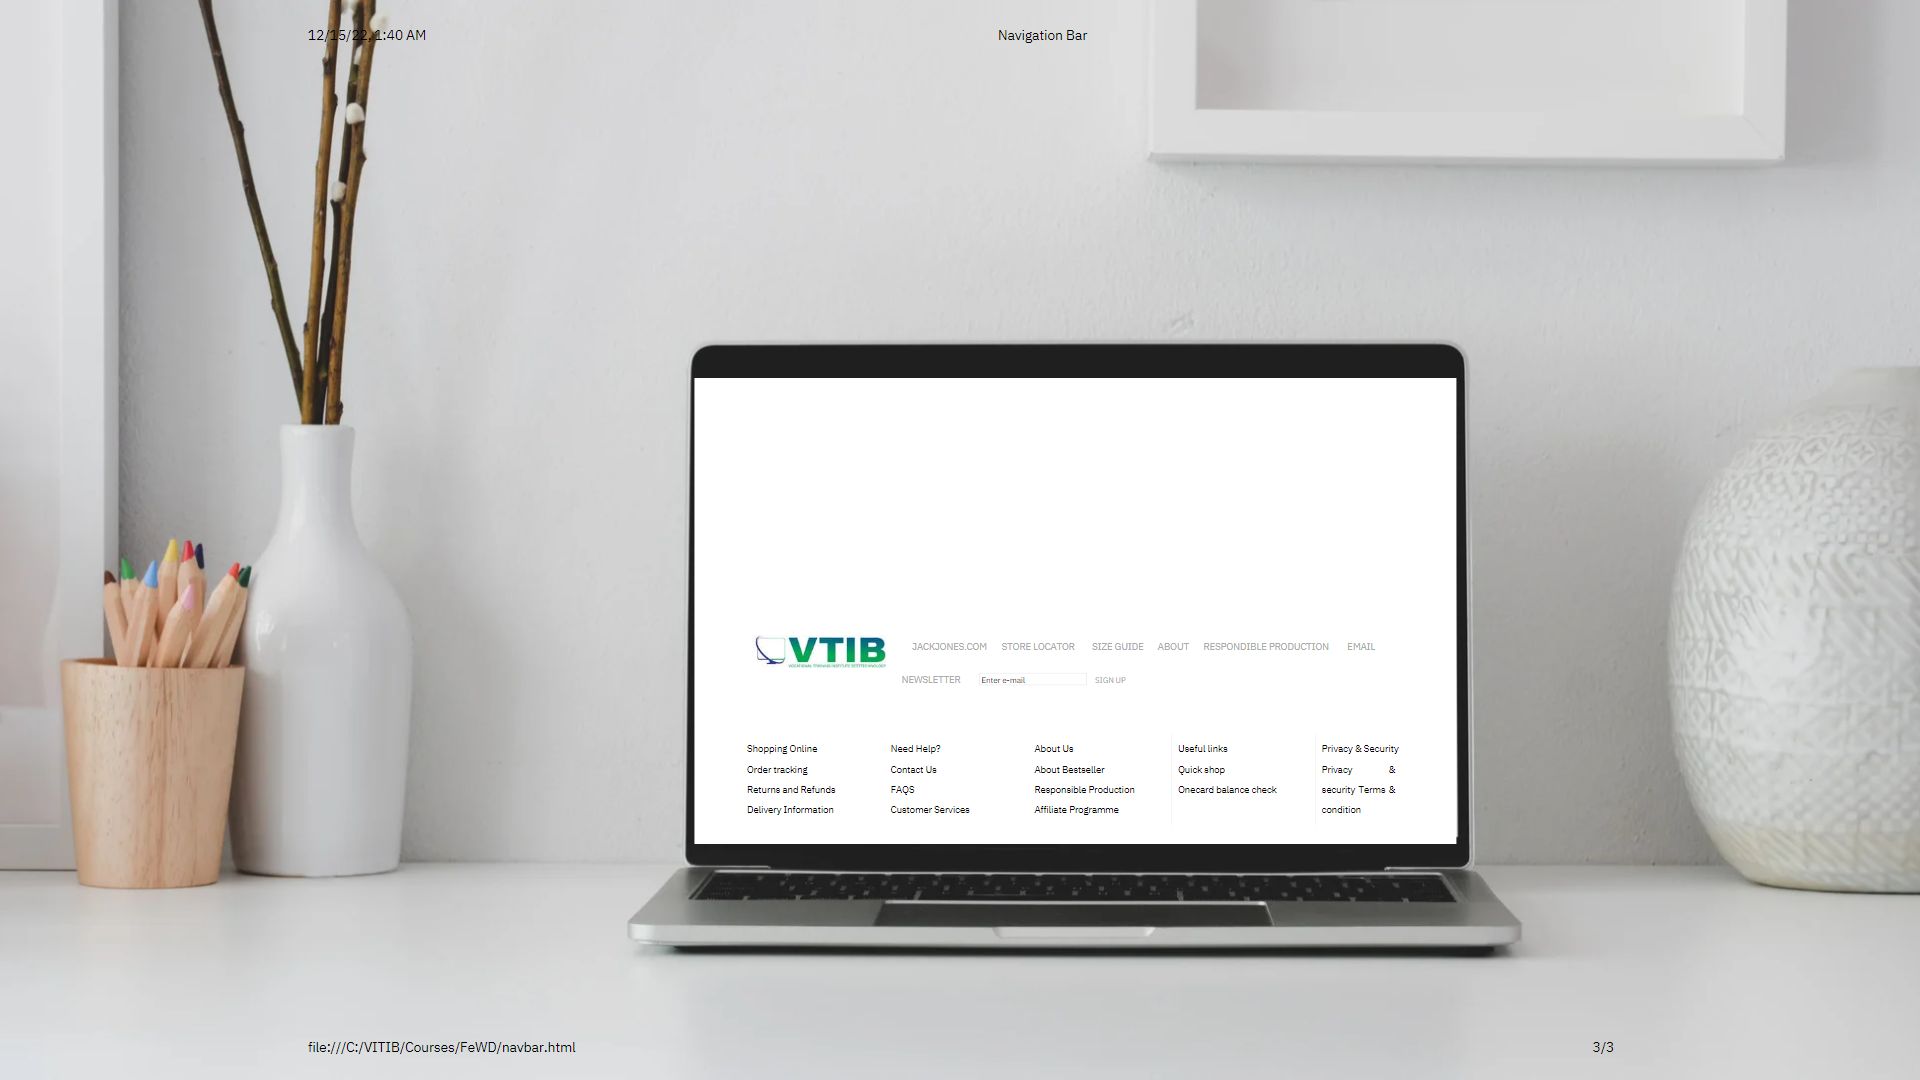 12/15/22, 1:40 AM
Navigation Bar
VTIB
JACKJONES.COM STORE LOCATOR SIZE GUIDE ABOUT RESPONDIBLE PRODUCTION EMAIL
NEWSLETTER Enter e-mail SIGN UP
Shopping Online
Order tracking
Returns and Refunds
Delivery Information
Need Help?
Contact Us
FAQS
Customer Services
About Us
About Bestseller
Responsible Production
Affiliate Programme
Useful links
Quick shop
Onecard balance check
Privacy & Security
Privacy &
security Terms &
condition
file:///C:/VITIB/Courses/FeWD/navbar.html
3/3